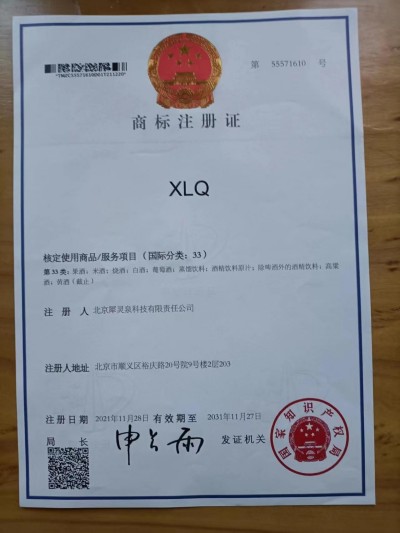 第 55571610 号
商标注册证
XLQ
核定使用商品/服务项目（国际分类：33）
第33类：果酒；米酒；烧酒；白酒；葡萄酒；蒸馏饮料；酒精饮料原汁；除啤酒外的酒精饮料；高粱
酒；黄酒（截止）
注册人 北京犀灵泉科技有限责任公司
注册人地址 北京市顺义区裕庆路20号院9号楼2层203
注册日期 2021年11月28日 有效期至 2031年11月27日
局长 申长雨 发证机关
国家知识产权局